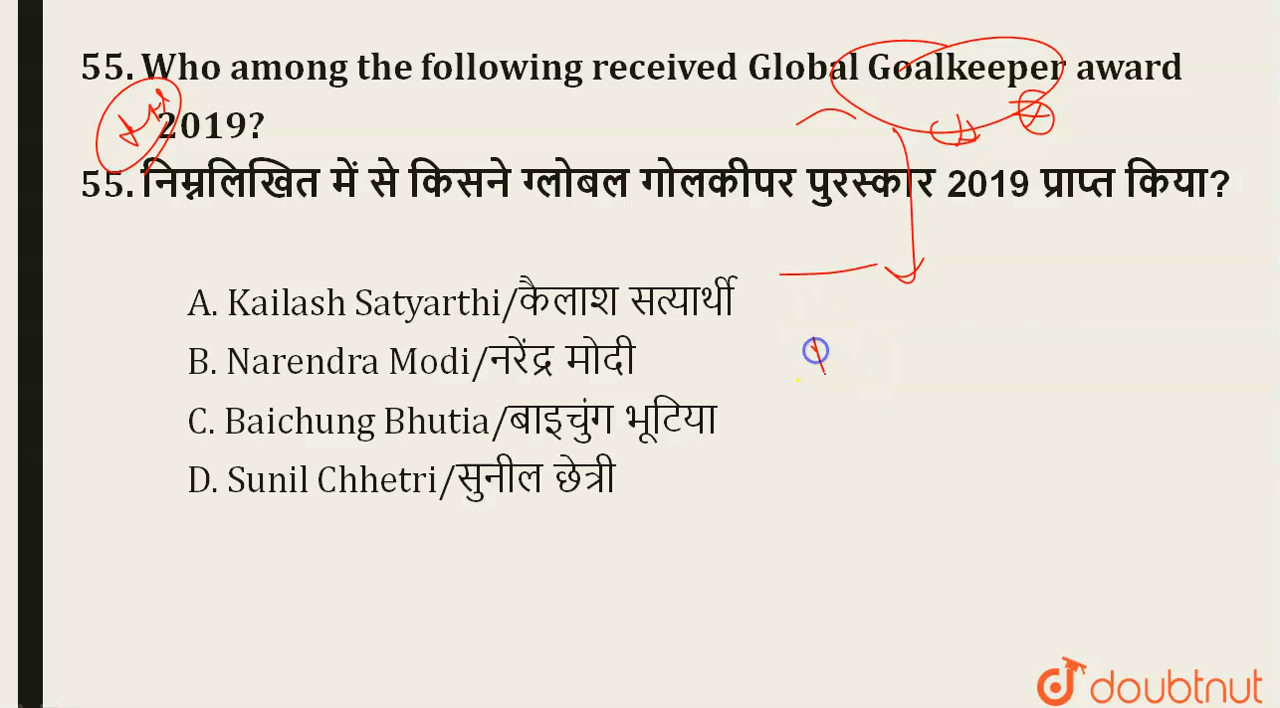 55. Who among the following received Global Goalkeeper award
2019?
55. निम्नलिखित में से किसने ग्लोबल गोलकीपर पुरस्कार 2019 प्राप्त किया?
A. Kailash Satyarthi/कैलाश सत्यार्थी
B. Narendra Modi/नरेंद्र मोदी
C. Baichung Bhutia/बाइचुंग भूटिया
D. Sunil Chhetri/सुनील छेत्री
doubtnut